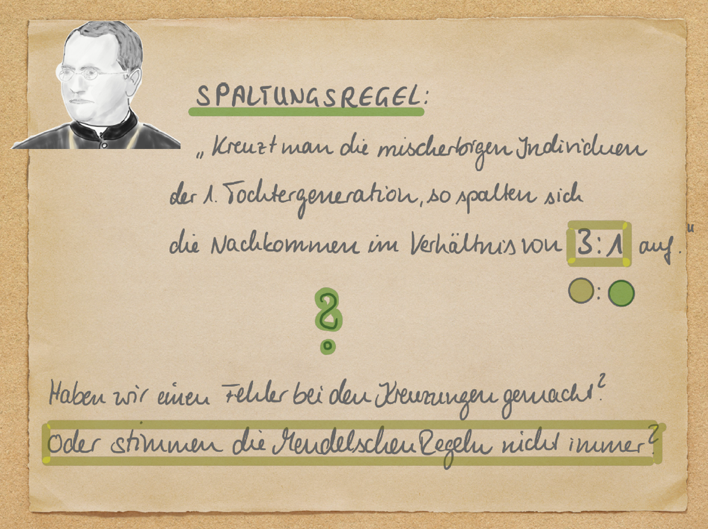 SPALTUNGSREGEL:
„Kreuzt man die mischerbigen Individuen
der 1. Tochtergeneration, so spalten sich
die Nachkommen im Verhältnis von 3:1 auf."
:
?
Haben wir einen Fehler bei den Kreuzungen gemacht?
Oder stimmen die Mendelschen Regeln nicht immer?